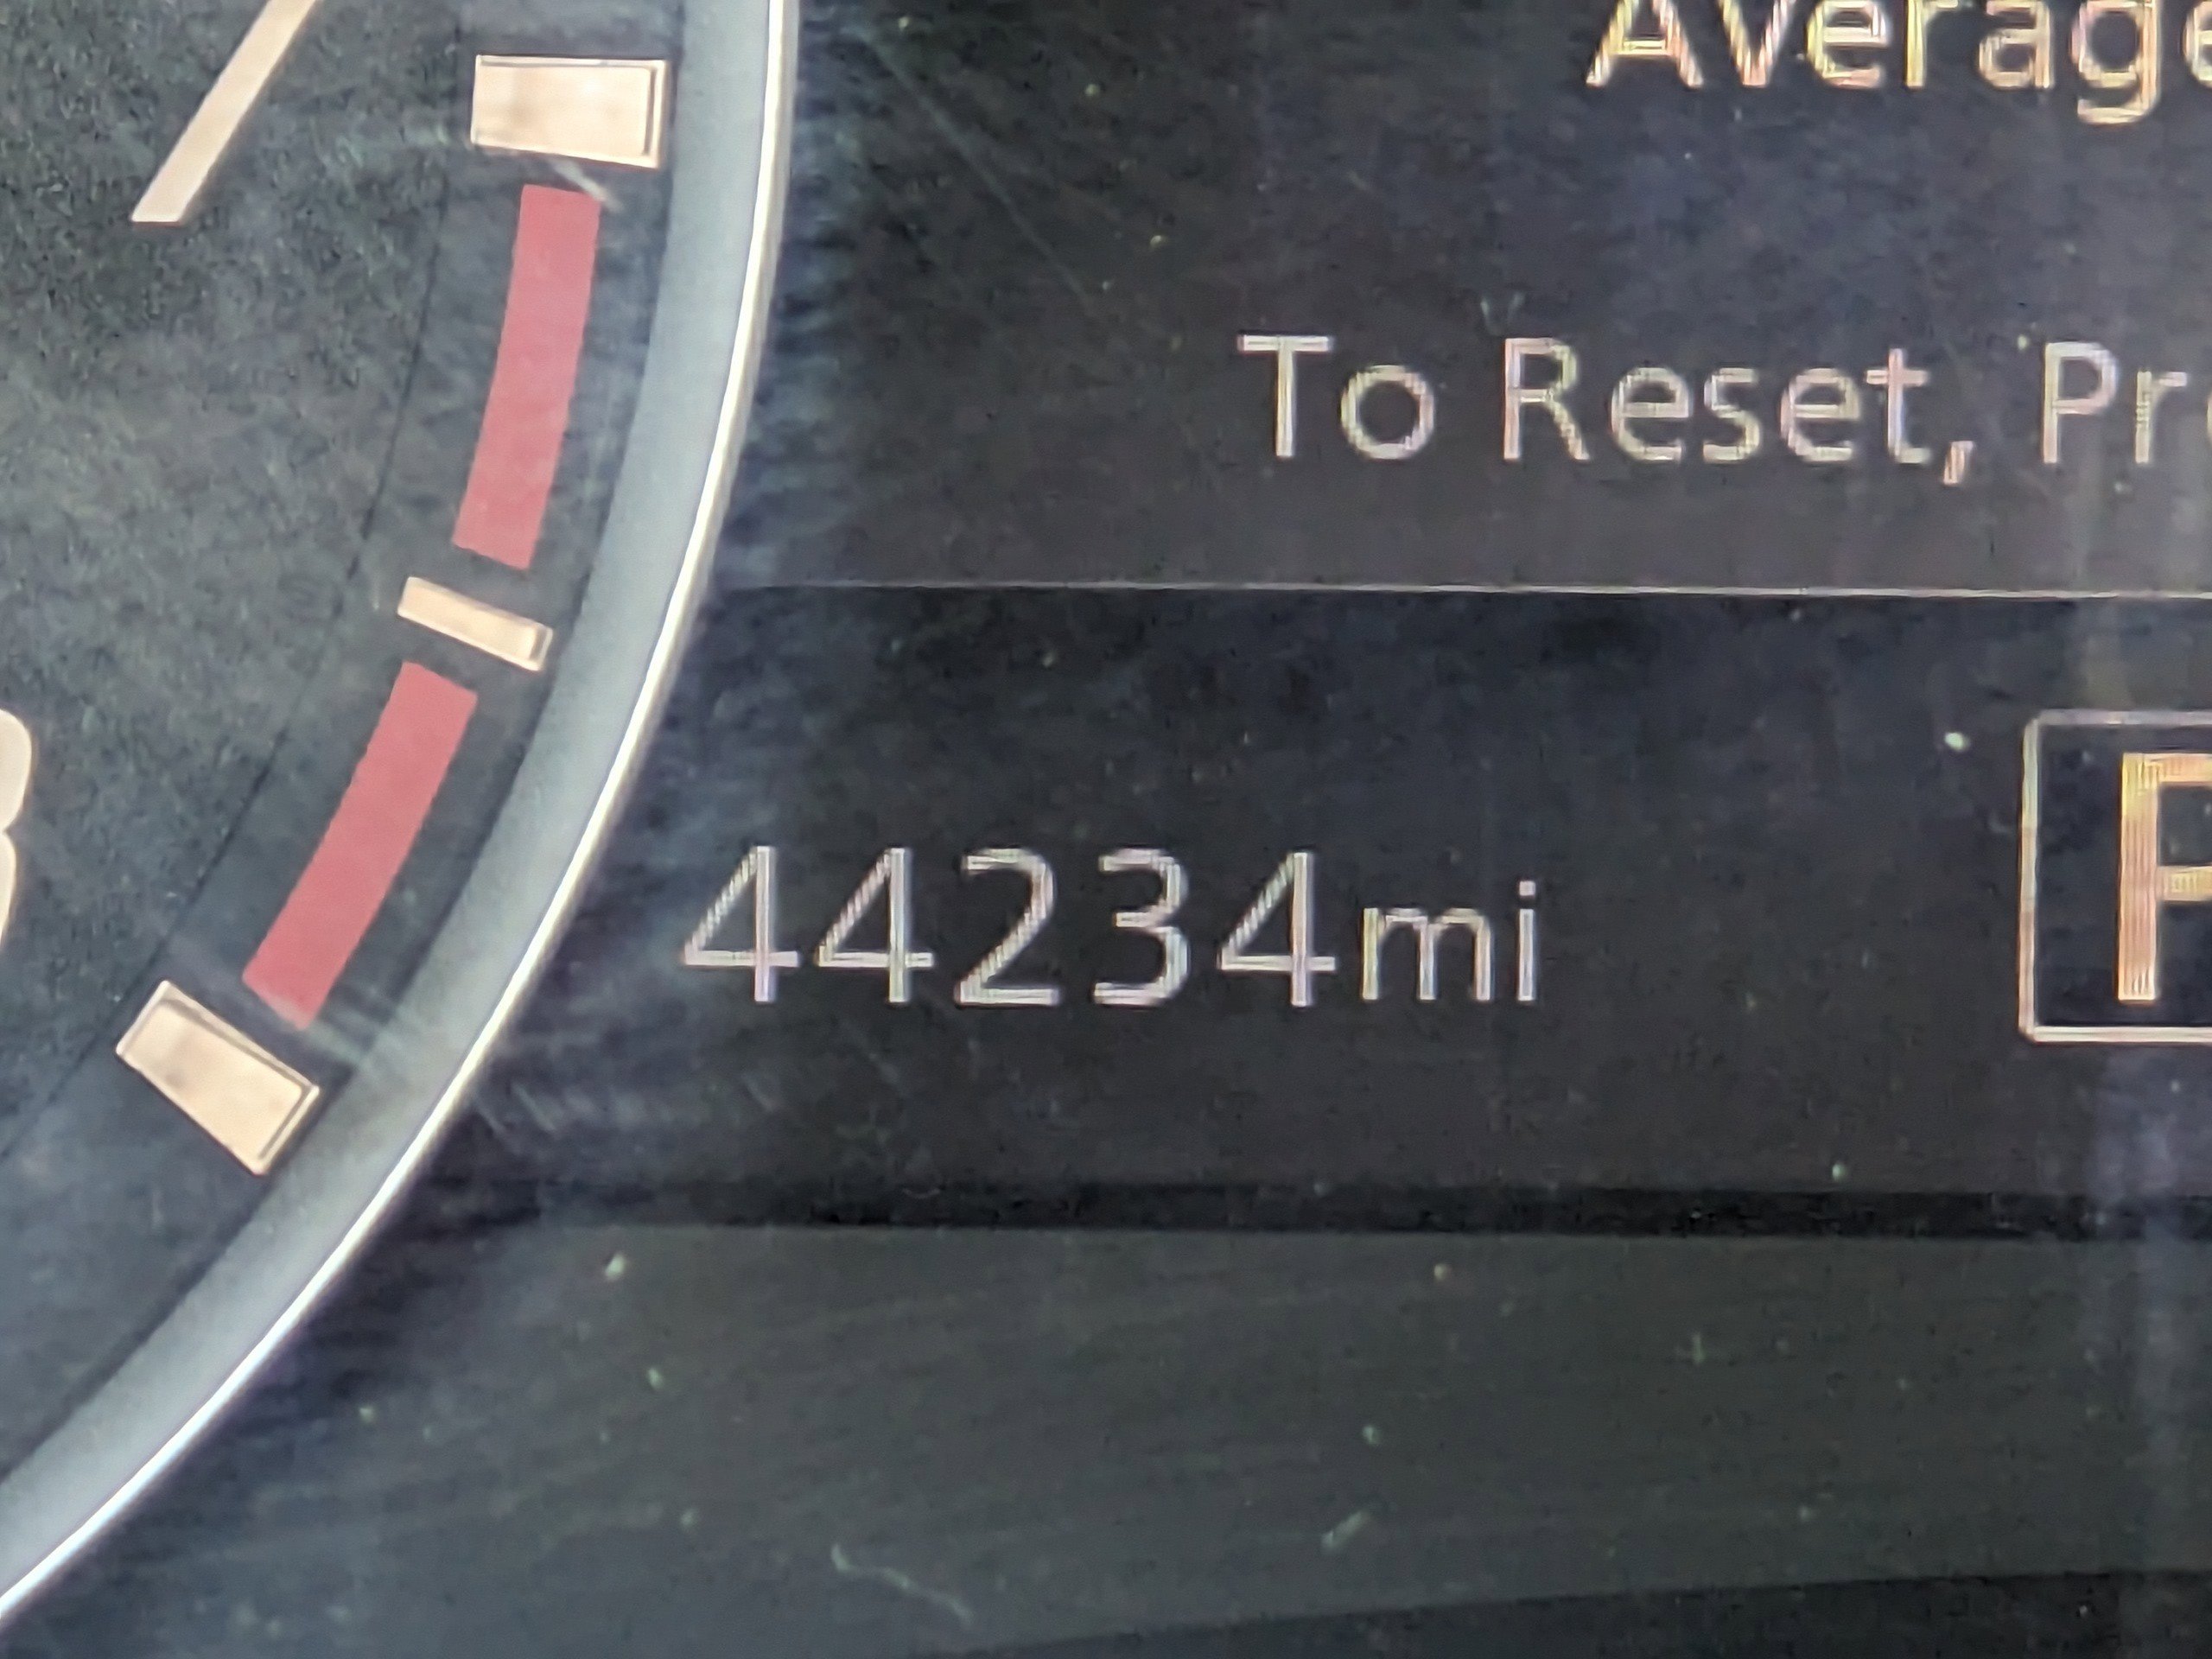 Average
To Reset, Pr
44234mi
P